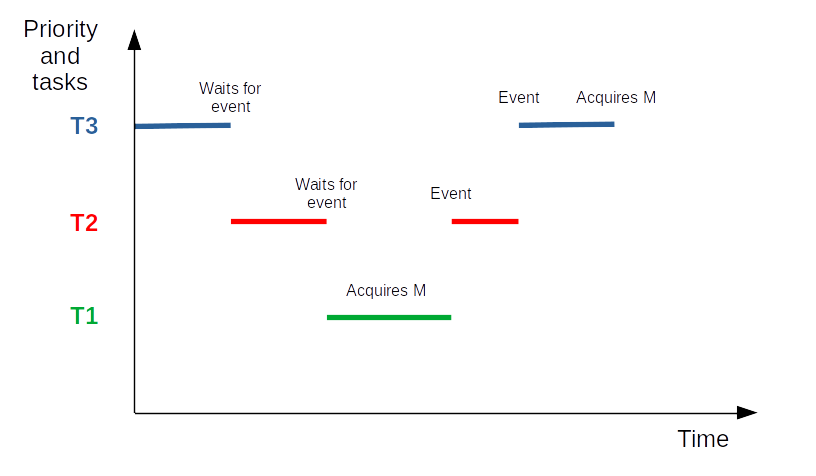 Priority
and
tasks
Waits for
event
Event
Acquires M
T3
Waits for
event
Event
T2
Acquires M
T1
Time